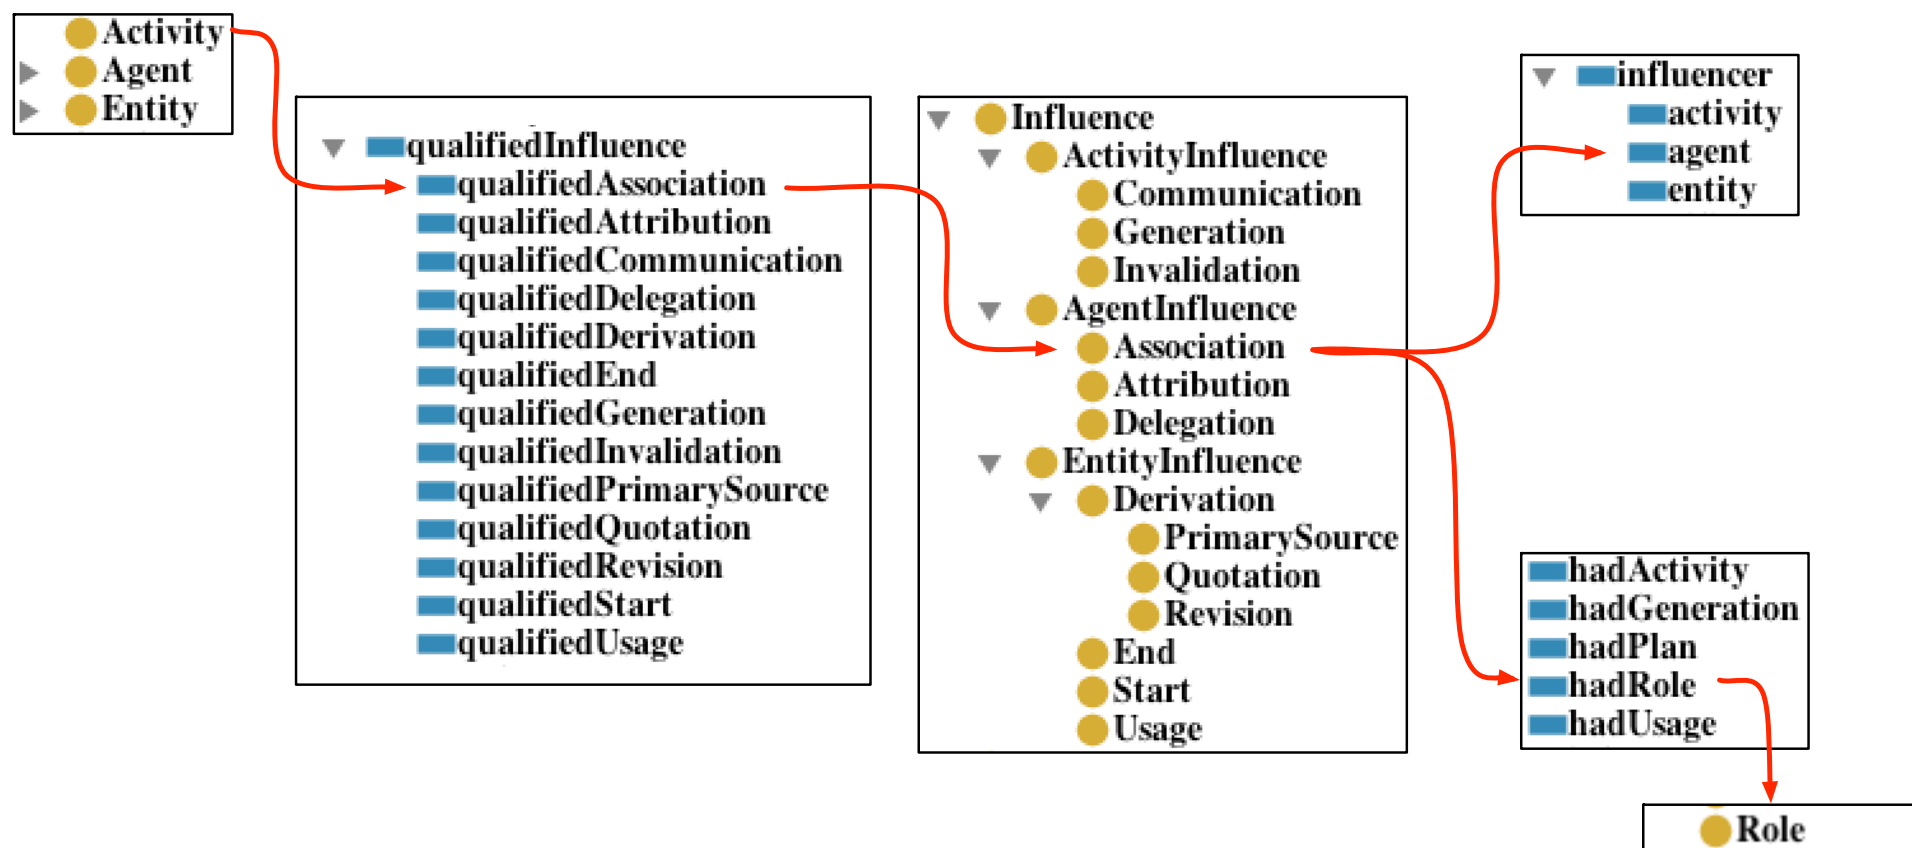 Activity
Agent
Entity
qualifiedInfluence
qualifiedAssociation
qualifiedAttribution
qualifiedCommunication
qualifiedDelegation
qualifiedDerivation
qualifiedEnd
qualifiedGeneration
qualifiedInvalidation
qualifiedPrimarySource
qualifiedQuotation
qualifiedRevision
qualifiedStart
qualifiedUsage
Influence
ActivityInfluence
Communication
Generation
Invalidation
AgentInfluence
Association
Attribution
Delegation
EntityInfluence
Derivation
PrimarySource
Quotation
Revision
End
Start
Usage
influencer
activity
agent
entity
hadActivity
hadGeneration
hadPlan
hadRole
hadUsage
Role